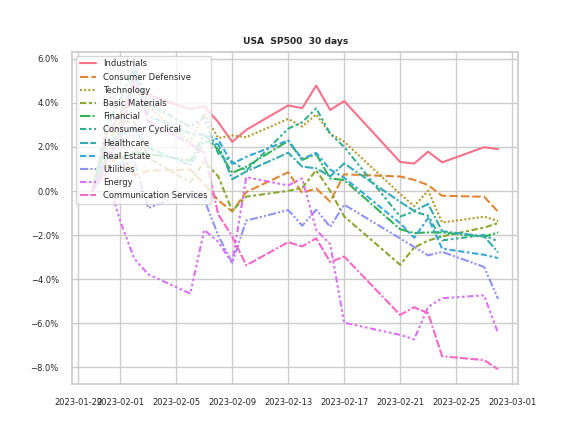 USA SP500 30 days
6.0%
4.0%
2.0%
0.0%
−2.0%
−4.0%
−6.0%
−8.0%
Industrials
Consumer Defensive
Technology
Basic Materials
Financial
Consumer Cyclical
Healthcare
Real Estate
Utilities
Energy
Communication Services
2023-01-29 2023-02-01 2023-02-05 2023-02-09 2023-02-13 2023-02-17 2023-02-21 2023-02-25 2023-03-01